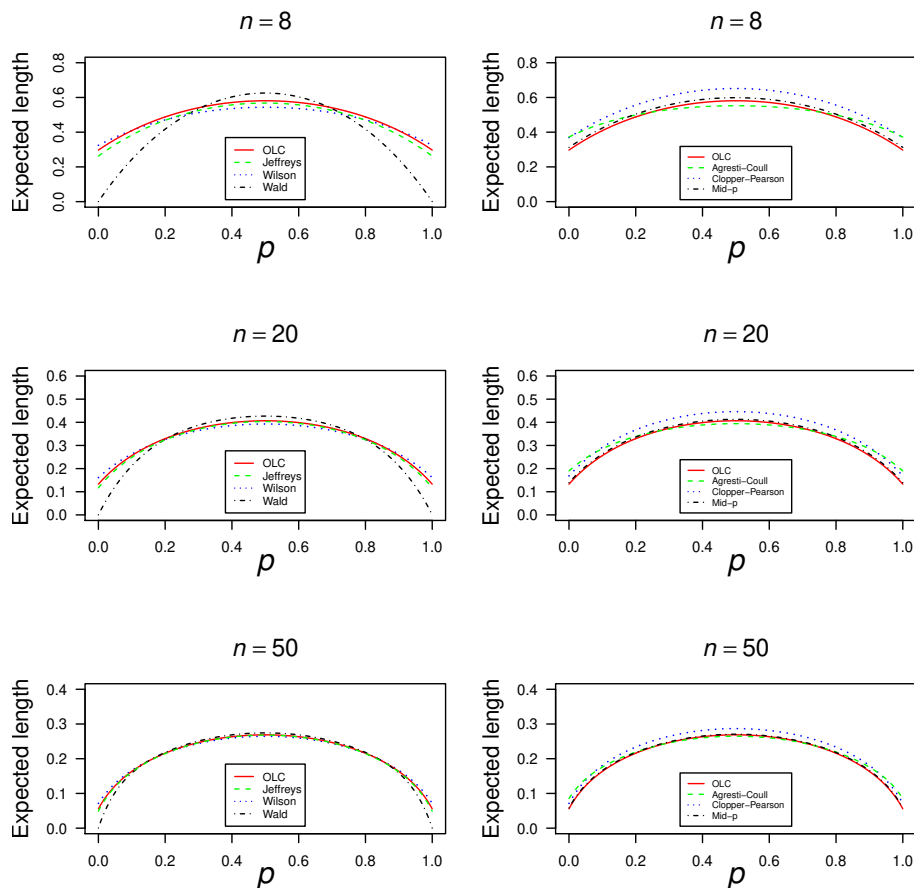 n = 8
Expected length
0.8
0.6
0.4
0.2
0.0
OLC
Jeffreys
Wilson
Wald
0.0 0.2 0.4 0.6 0.8 1.0
p
n = 8
Expected length
0.8
0.6
0.4
0.2
0.0
OLC
Agresti−Coull
Clopper−Pearson
Mid−p
0.0 0.2 0.4 0.6 0.8 1.0
p
n = 20
Expected length
0.6
0.5
0.4
0.3
0.2
0.1
0.0
OLC
Jeffreys
Wilson
Wald
0.0 0.2 0.4 0.6 0.8 1.0
p
n = 20
Expected length
0.6
0.5
0.4
0.3
0.2
0.1
0.0
OLC
Agresti−Coull
Clopper−Pearson
Mid−p
0.0 0.2 0.4 0.6 0.8 1.0
p
n = 50
Expected length
0.4
0.3
0.2
0.1
0.0
OLC
Jeffreys
Wilson
Wald
0.0 0.2 0.4 0.6 0.8 1.0
p
n = 50
Expected length
0.4
0.3
0.2
0.1
0.0
OLC
Agresti−Coull
Clopper−Pearson
Mid−p
0.0 0.2 0.4 0.6 0.8 1.0
p